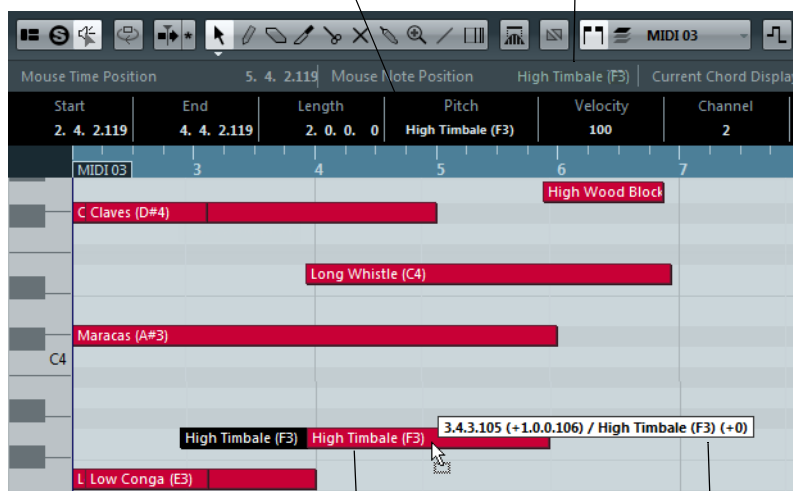 MIDI 03
Mouse Time Position 5. 4. 2.119 Mouse Note Position High Timbale (F3) Current Chord Displa
Start End Length Pitch Velocity Channel
2. 4. 2.119 4. 4. 2.119 2. 0. 0. 0 High Timbale (F3) 100 2
MIDI 03 3 4 5 6 7
High Wood Block
C Claves (D#4)
Long Whistle (C4)
Maracas (A#3)
C4
3.4.3.105 (+1.0.0.106) / High Timbale (F3) (+0)
High Timbale (F3) High Timbale (F3)
L Low Conga (E3)